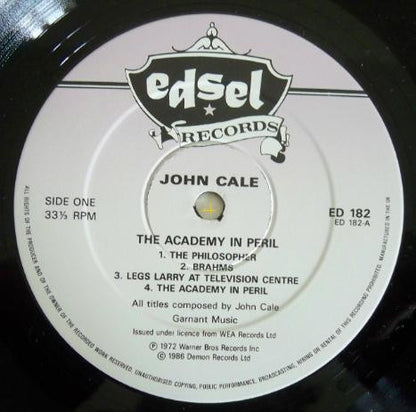 edsel
RECORDS
JOHN CALE
SIDE ONE
33⅓ RPM
ED 182
ED 182-A
THE ACADEMY IN PERIL
1. THE PHILOSOPHER
2. BRAHMS
3. LEGS LARRY AT TELEVISION CENTRE
4. THE ACADEMY IN PERIL
All titles composed by John Cale
Garnant Music
Issued under licence from WEA Records Ltd
℗ 1972 Warner Bros Records Inc
© 1986 Demon Records Ltd
ALL RIGHTS OF THE PRODUCER AND OF THE OWNER OF THE RECORDED WORK RESERVED. UNAUTHORISED COPYING, PUBLIC PERFORMANCE, BROADCASTING, HIRING OR RENTAL OF THIS RECORDING PROHIBITED. MANUFACTURED IN THE UK